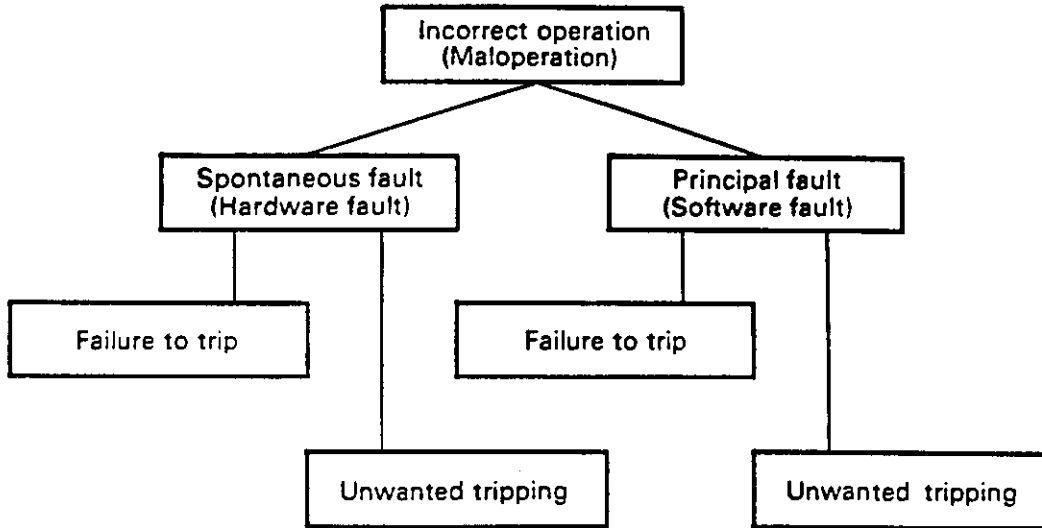 Incorrect operation
(Maloperation)
Spontaneous fault
(Hardware fault)
Principal fault
(Software fault)
Failure to trip
Failure to trip
Unwanted tripping
Unwanted tripping